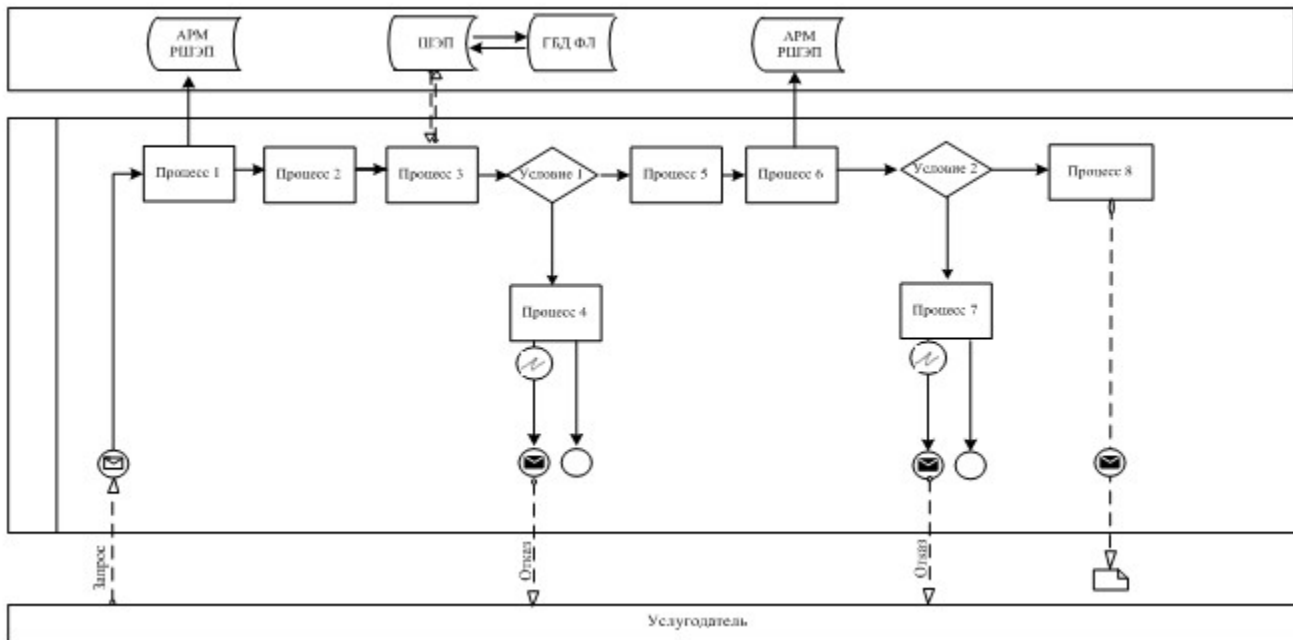 АРМ
РШЭП
ПШЭП
ГБД ФЛ
АРМ
РШЭП
Процесс 1
Процесс 2
Процесс 3
Условие 1
Процесс 5
Процесс 6
Условие 2
Процесс 8
Процесс 4
Процесс 7
Запрос
Отказ
Отказ
Услугодатель